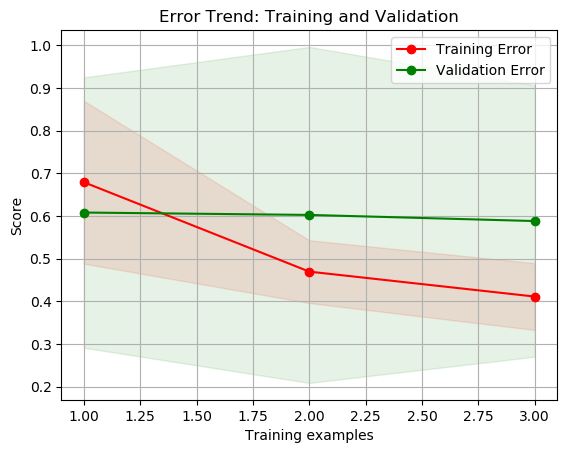 Error Trend: Training and Validation
Training Error
Validation Error
Score
1.0
0.9
0.8
0.7
0.6
0.5
0.4
0.3
0.2
1.00 1.25 1.50 1.75 2.00 2.25 2.50 2.75 3.00
Training examples